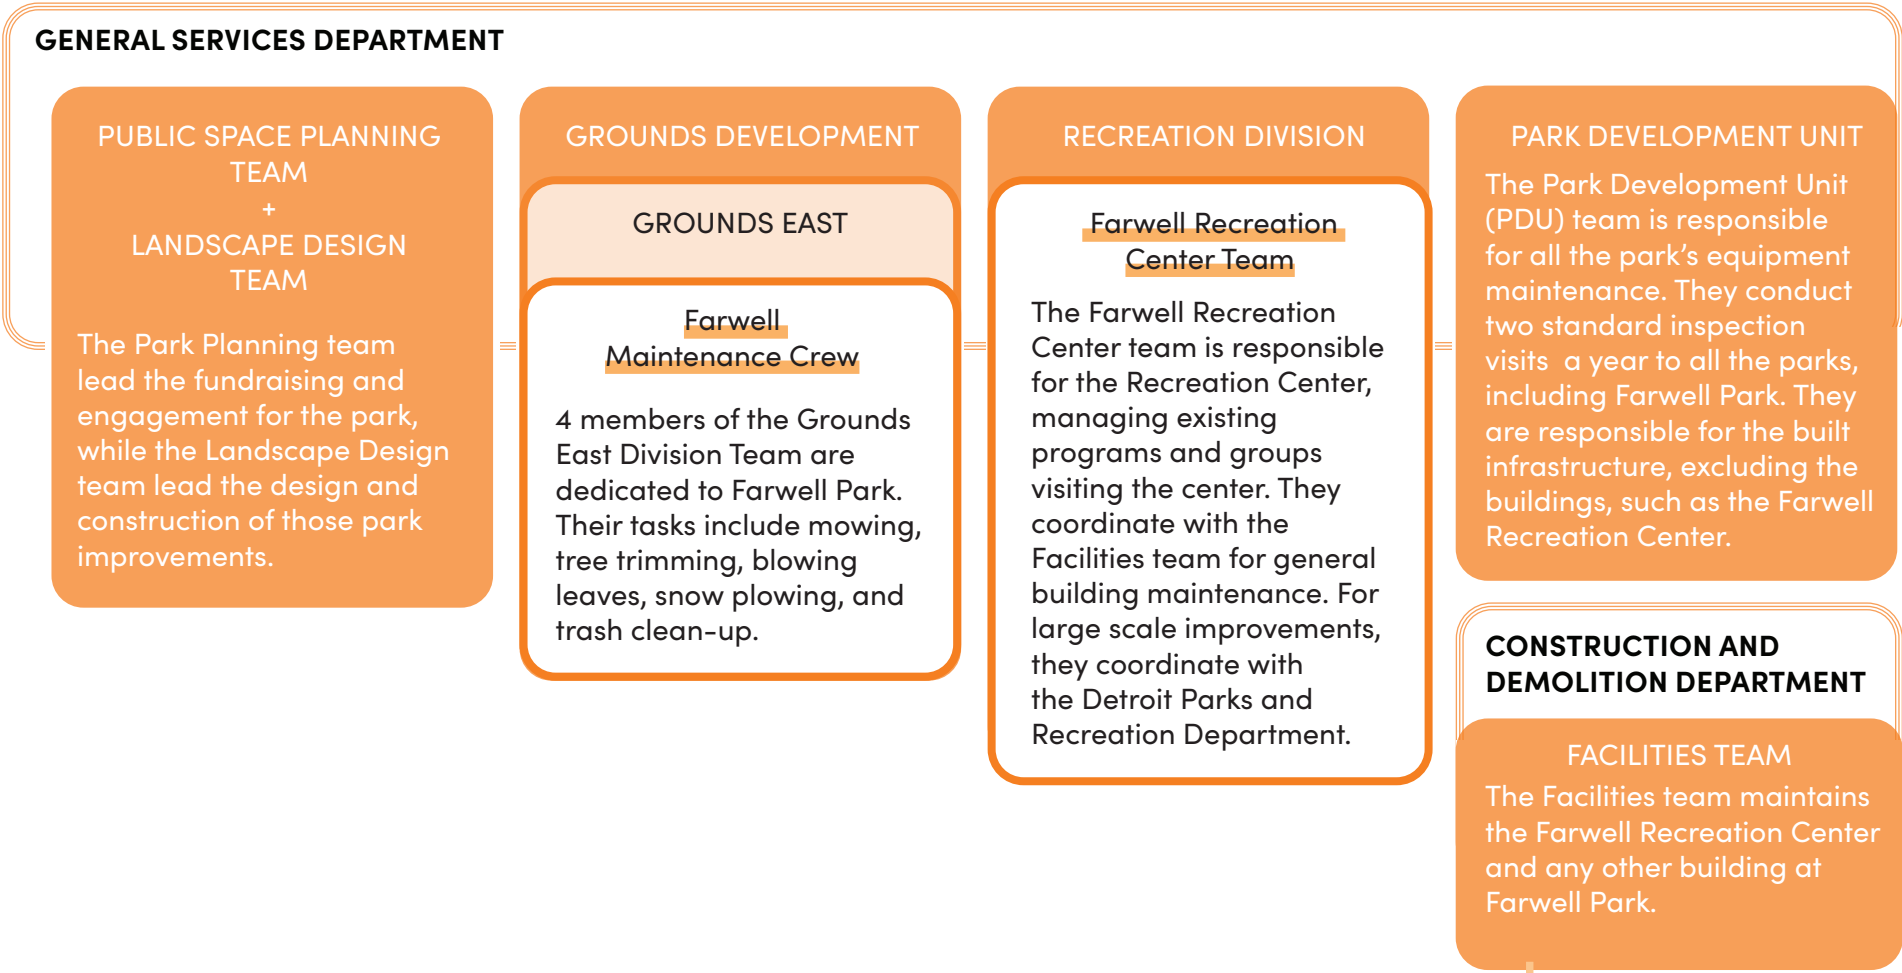 GENERAL SERVICES DEPARTMENT
PUBLIC SPACE PLANNING
TEAM
+
LANDSCAPE DESIGN
TEAM
The Park Planning team
lead the fundraising and
engagement for the park,
while the Landscape Design
team lead the design and
construction of those park
improvements.
GROUNDS DEVELOPMENT
GROUNDS EAST
Farwell
Maintenance Crew
4 members of the Grounds
East Division Team are
dedicated to Farwell Park.
Their tasks include mowing,
tree trimming, blowing
leaves, snow plowing, and
trash clean-up.
RECREATION DIVISION
Farwell Recreation
Center Team
The Farwell Recreation
Center team is responsible
for the Recreation Center,
managing existing
programs and groups
visiting the center. They
coordinate with the
Facilities team for general
building maintenance. For
large scale improvements,
they coordinate with
the Detroit Parks and
Recreation Department.
PARK DEVELOPMENT UNIT
The Park Development Unit
(PDU) team is responsible
for all the park's equipment
maintenance. They conduct
two standard inspection
visits a year to all the parks,
including Farwell Park. They
are responsible for the built
infrastructure, excluding the
buildings, such as the Farwell
Recreation Center.
CONSTRUCTION AND
DEMOLITION DEPARTMENT
FACILITIES TEAM
The Facilities team maintains
the Farwell Recreation Center
and any other building at
Farwell Park.